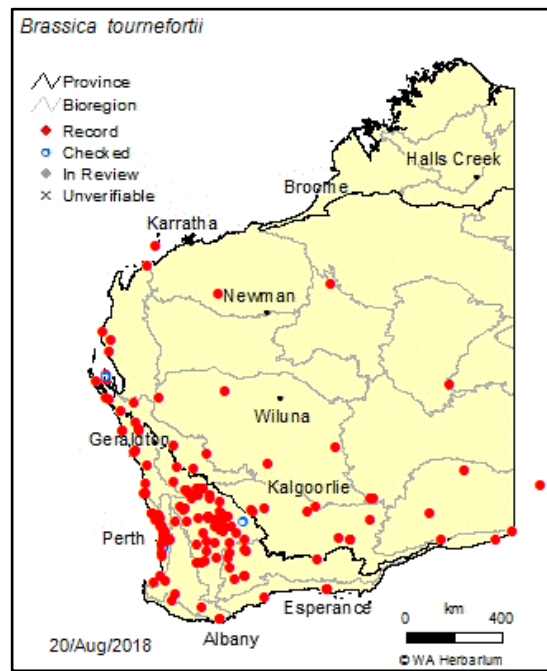 Brassica tournefortii
Province
Bioregion
Record
Checked
In Review
Unverifiable
Halls Creek
Broome
Karratha
Newman
Wiluna
Geraldton
Kalgoorlie
Perth
Esperance
Albany
20/Aug/2018
km
0 400
© WA Herbarium